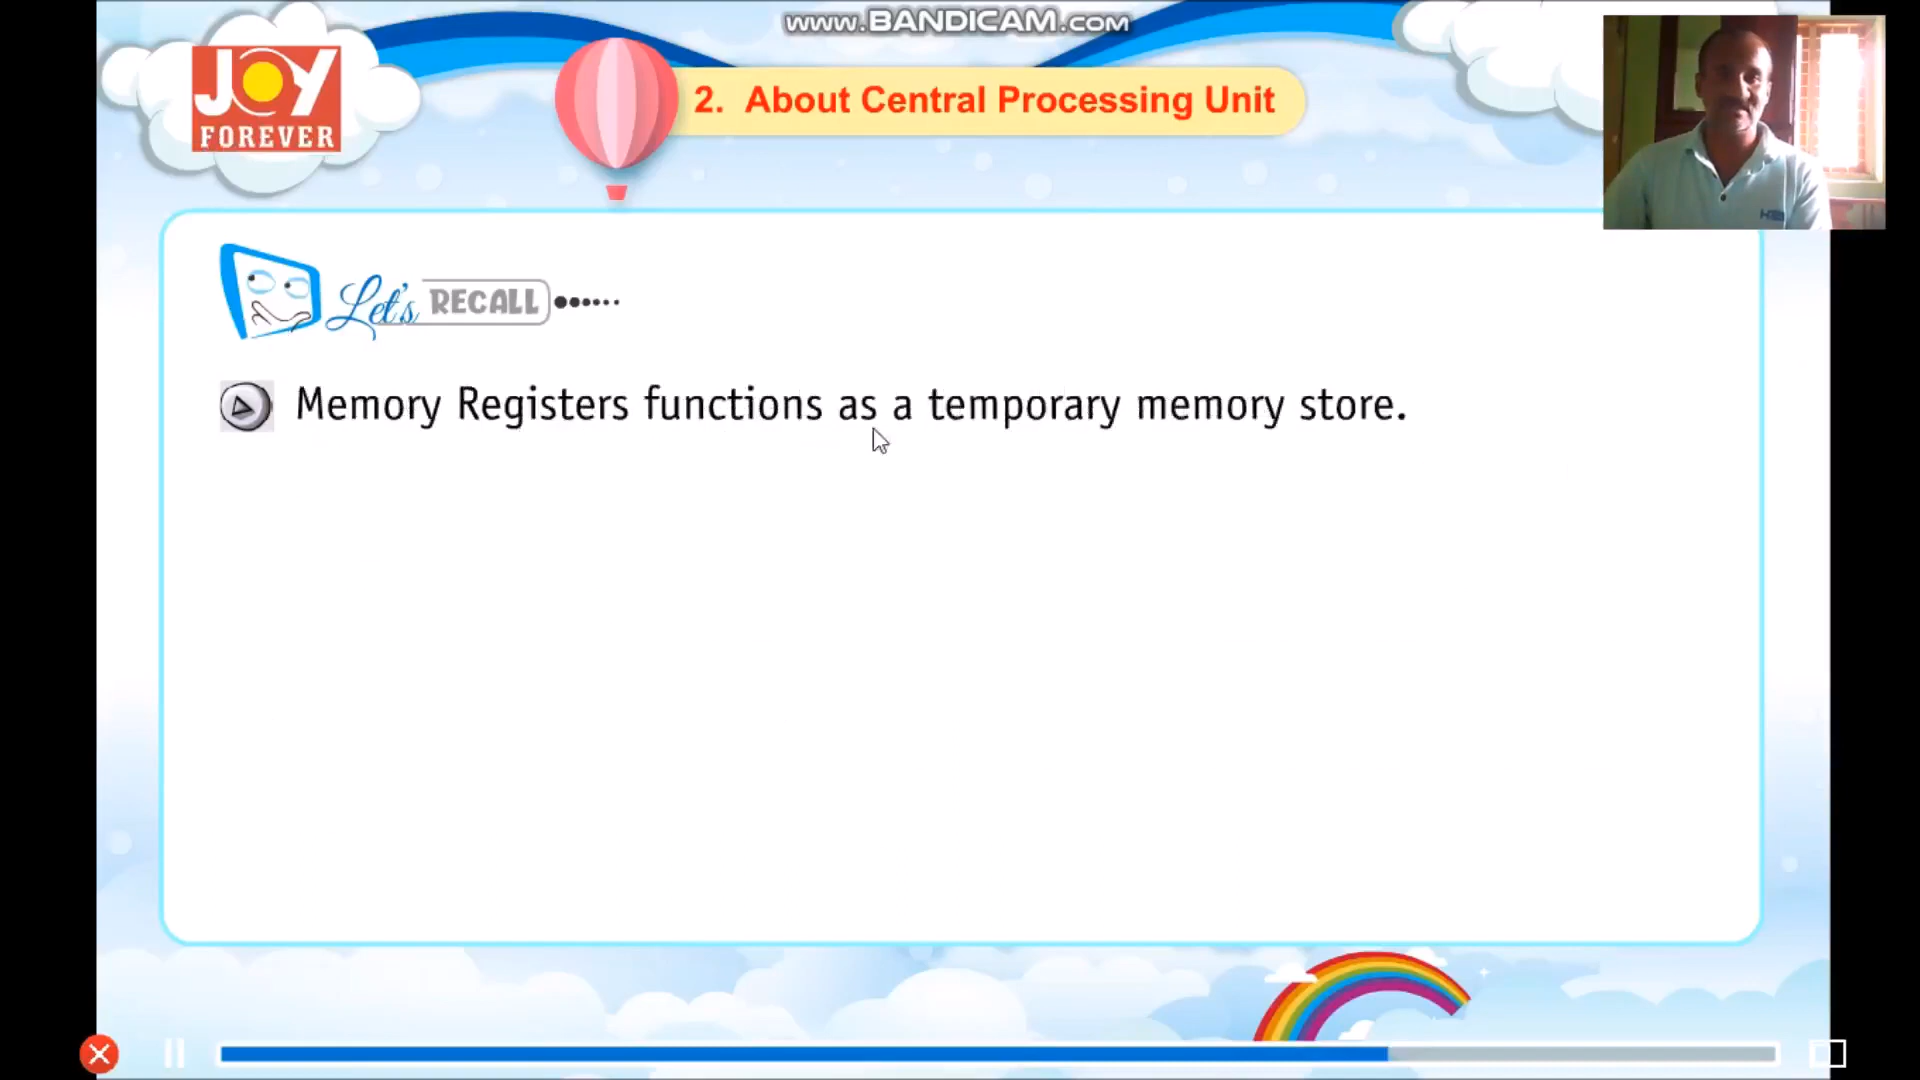 www.BANDICAM.com
JOY
FOREVER
2. About Central Processing Unit
Let's RECALL
Memory Registers functions as a temporary memory store.